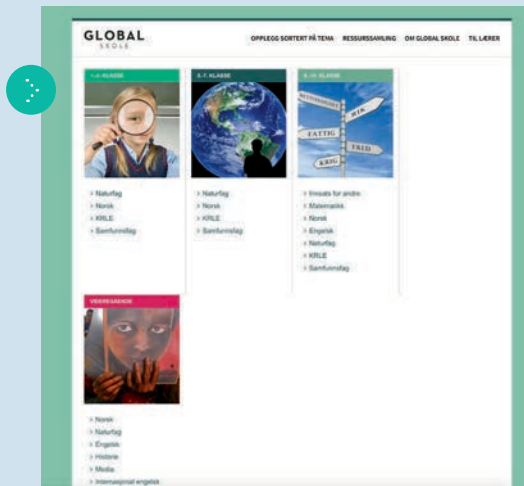 GLOBAL
SKOLE
OPPLEGG SORTERT PÅ TEMA RESSURSSAMLING OM GLOBAL SKOLE TIL LÆRER
1.-4. KLASSE
> Naturfag
> Norsk
> KRLE
> Samfunnsfag
5.-7. KLASSE
> Naturfag
> Norsk
> KRLE
> Samfunnsfag
8.-10. KLASSE
RIK
FATTIG
FRED
KRIG
> Innsats for andre
> Matematikk
> Norsk
> Engelsk
> Naturfag
> KRLE
> Samfunnsfag
VIDEREGÅENDE
> Norsk
> Naturfag
> Engelsk
> Historie
> Media
> Internasjonal engelsk